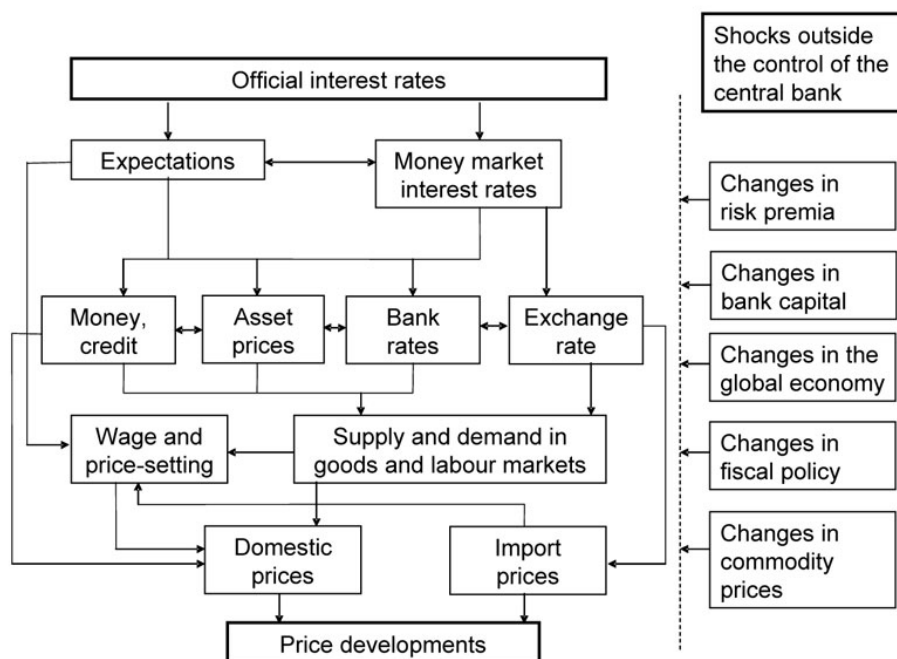 Official interest rates
Expectations
Money market
interest rates
Money,
credit
Asset
prices
Bank
rates
Exchange
rate
Wage and
price-setting
Supply and demand in
goods and labour markets
Domestic
prices
Import
prices
Price developments
Shocks outside
the control of the
central bank
Changes in
risk premia
Changes in
bank capital
Changes in the
global economy
Changes in
fiscal policy
Changes in
commodity
prices